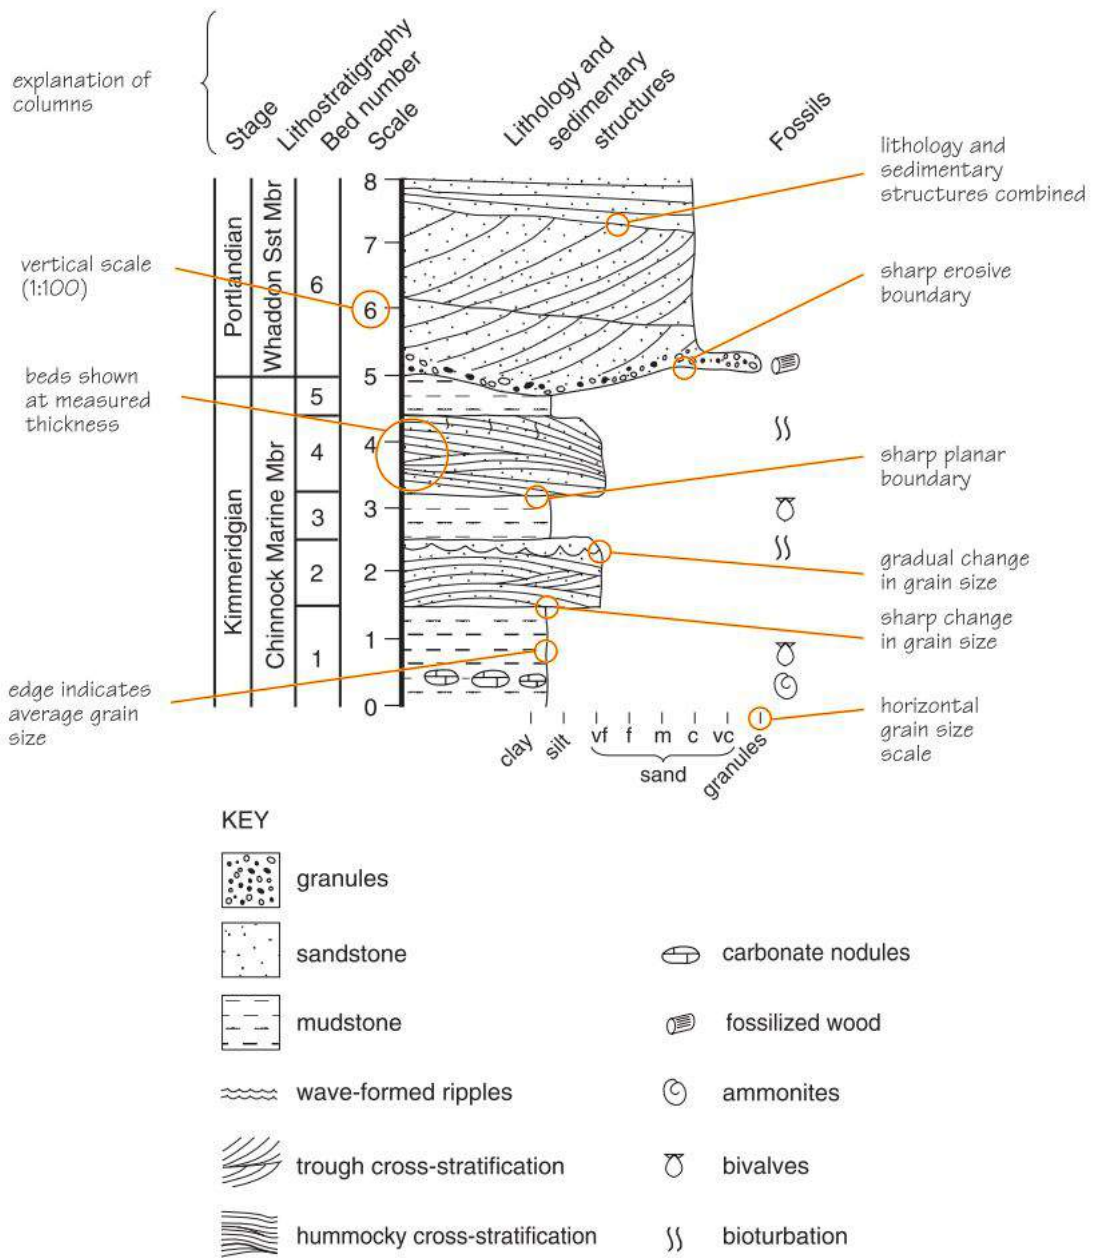 explanation of
columns
Stage
Lithostratigraphy
Bed number
Scale
Lithology and
sedimentary
structures
Fossils
lithology and
sedimentary
structures combined
vertical scale
(1:100)
sharp erosive
boundary
beds shown
at measured
thickness
sharp planar
boundary
gradual change
in grain size
sharp change
in grain size
edge indicates
average grain
size
horizontal
grain size
scale
Portlandian
Kimmeridgian
Whaddon Sst Mbr
Chinnock Marine Mbr
6
5
4
3
2
1
8
7
6
5
4
3
2
1
0
clay
silt
vf
f
m
c
vc
granules
sand
KEY
granules
sandstone
mudstone
wave-formed ripples
trough cross-stratification
hummocky cross-stratification
carbonate nodules
fossilized wood
ammonites
bivalves
bioturbation